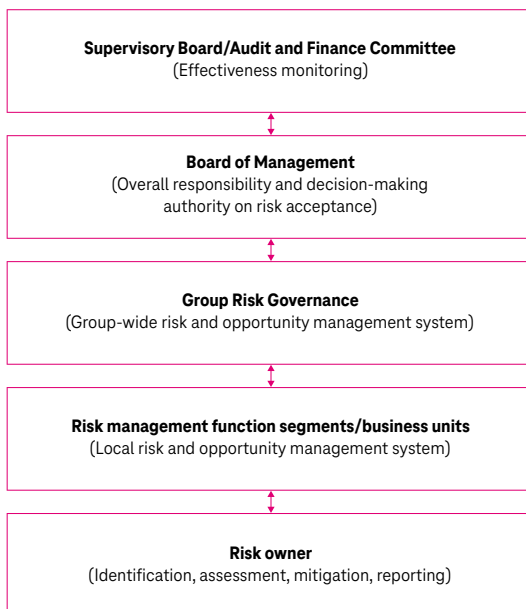 Supervisory Board/Audit and Finance Committee
(Effectiveness monitoring)
Board of Management
(Overall responsibility and decision-making
authority on risk acceptance)
Group Risk Governance
(Group-wide risk and opportunity management system)
Risk management function segments/business units
(Local risk and opportunity management system)
Risk owner
(Identification, assessment, mitigation, reporting)